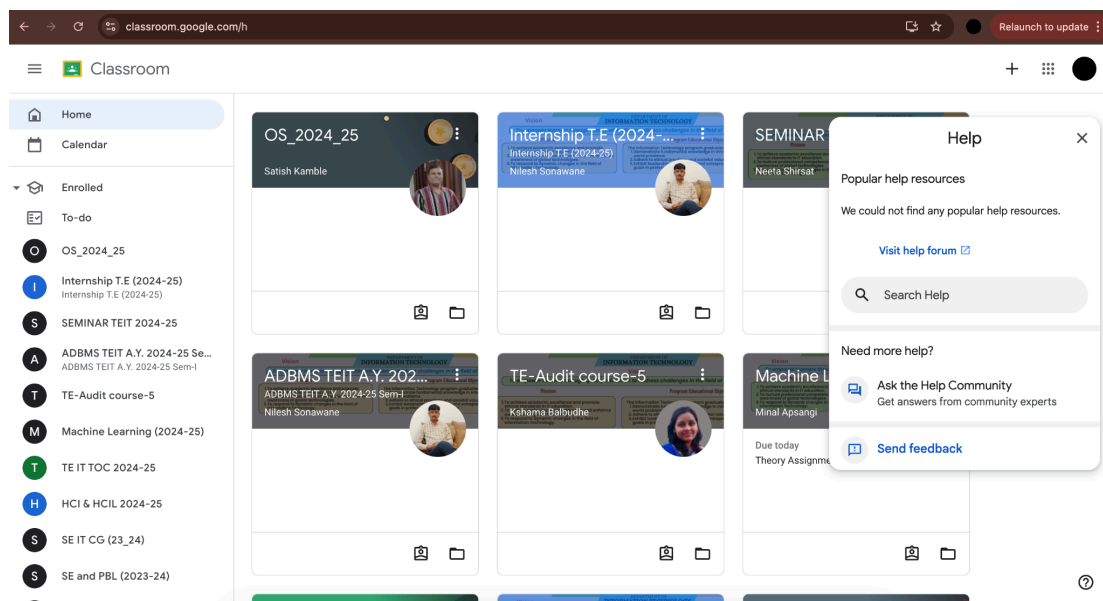 classroom.google.com/h
Relaunch to update
Classroom
Home
Calendar
Enrolled
To-do
O
OS_2024_25
I
Internship T.E (2024-25)
Internship T.E (2024-25)
S
SEMINAR TEIT 2024-25
A
ADBMS TEIT A.Y. 2024-25 Se...
ADBMS TEIT A.Y. 2024-25 Sem-I
T
TE-Audit course-5
M
Machine Learning (2024-25)
T
TE IT TOC 2024-25
H
HCI & HCIL 2024-25
S
SE IT CG (23_24)
S
SE and PBL (2023-24)
OS_2024_25
Satish Kamble
Internship T.E (2024-...
Internship T.E (2024-25)
Nilesh Sonawane
SEMINAR
Neeta Shirsat
ADBMS TEIT A.Y. 202...
ADBMS TEIT A.Y. 2024-25 Sem-I
Nilesh Sonawane
TE-Audit course-5
Kshama Balbudhe
Machine L
Minal Apsangi
Due today
Theory Assignme
Help
Popular help resources
We could not find any popular help resources.
Visit help forum
Search Help
Need more help?
Ask the Help Community
Get answers from community experts
Send feedback